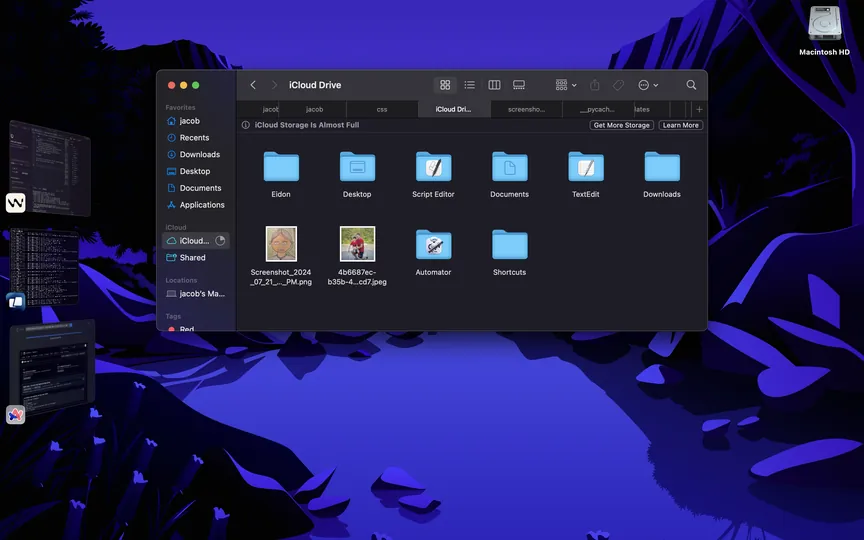 Macintosh HD
iCloud Drive
jacob
jacob
css
iCloud Dri...
screensho...
__pycach...
lates
iCloud Storage Is Almost Full
Get More Storage
Learn More
Favorites
jacob
Recents
Downloads
Desktop
Documents
Applications
iCloud
iCloud...
Shared
Locations
jacob's Ma...
Tags
Red
Eidon
Desktop
Script Editor
Documents
TextEdit
Downloads
Screenshot_2024
_07_21_..._PM.png
4b6687ec-
b35b-4...cd7.jpeg
Automator
Shortcuts